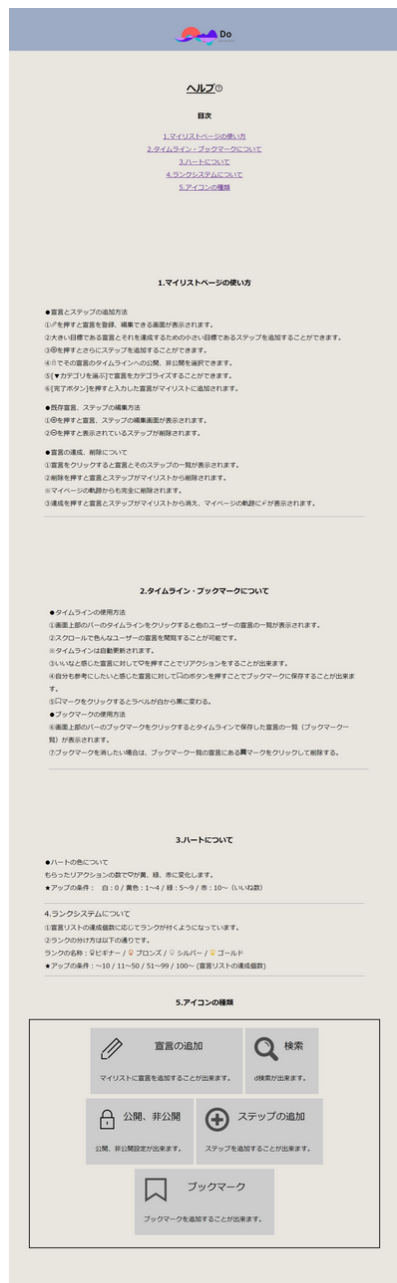 Do
ヘルプ?
目次
1.マイリストページの使い方
2.タイムライン・ブックマークについて
3.ハートについて
4.ランクシステムについて
5.アイコンの種類
1.マイリストページの使い方
●宣言とステップの追加方法
①を押すと宣言を登録、編集できる画面が表示されます。
②大きい目標である宣言とそれを達成するための小さい目標であるステップを追加することができます。
③⊕を押すとさらにステップを追加することができます。
④でその宣言のタイムラインへの公開、非公開を選択できます。
⑤[▼カテゴリを選ぶ]で宣言をカテゴライズすることができます。
⑥[完了ボタン]を押すと入力した宣言がマイリストに追加されます。
●既存宣言、ステップの編集方法
①⊕を押すと宣言、ステップの編集画面が表示されます。
②⊖を押すと表示されているステップが削除されます。
●宣言の達成、削除について
①宣言をクリックすると宣言とそのステップの一覧が表示されます。
②削除を押すと宣言とステップがマイリストから削除されます。
※マイページの軌跡からも完全に削除されます。
③達成を押すと宣言とステップがマイリストから消え、マイページの軌跡に✓が表示されます。
2.タイムライン・ブックマークについて
●タイムラインの使用方法
①画面上部のバーのタイムラインをクリックすると他のユーザーの宣言の一覧が表示されます。
②スクロールで色んなユーザーの宣言を閲覧することが可能です。
※タイムラインは自動更新されます。
③いいなと感じた宣言に対して♡を押すことでリアクションをすることが出来ます。
④自分も参考にしたいと感じた宣言に対してのボタンを押すことでブックマークに保存することが出来ま
す。
⑤マークをクリックするとラベルが白から黒に変わる。
●ブックマークの使用方法
⑥画面上部のバーのブックマークをクリックするとタイムラインで保存した宣言の一覧（ブックマーク一
覧）が表示されます。
⑦ブックマークを消したい場合は、ブックマーク一覧の宣言にあるマークをクリックして削除する。
3.ハートについて
●ハートの色について
もらったリアクションの数で♡が黄、緑、赤に変化します。
★アップの条件： 白：0 / 黄色：1~4 / 緑：5~9 / 赤：10~（いいね数）
4.ランクシステムについて
①宣言リストの達成個数に応じてランクが付くようになっています。
②ランクの分け方は以下の通りです。
ランクの名称：ビギナー / ブロンズ / シルバー / ゴールド
★アップの条件：~10 / 11~50 / 51~99 / 100~ (宣言リストの達成個数)
5.アイコンの種類
宣言の追加
マイリストに宣言を追加することが出来ます。
検索
d検索が出来ます。
公開、非公開
公開、非公開設定が出来ます。
ステップの追加
ステップを追加することが出来ます。
ブックマーク
ブックマークを追加することが出来ます。